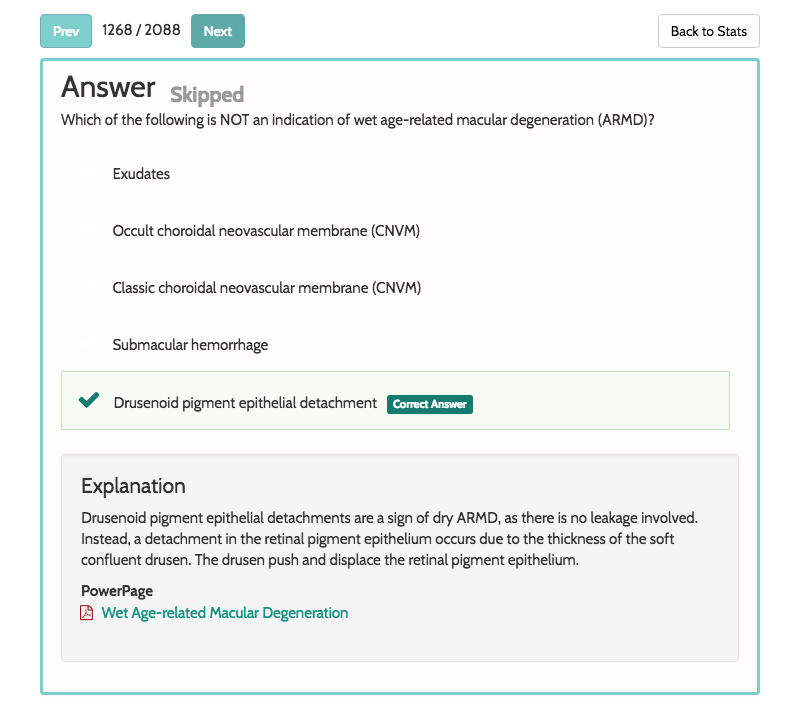 Prev 1268 / 2088 Next Back to Stats
Answer Skipped
Which of the following is NOT an indication of wet age-related macular degeneration (ARMD)?
Exudates
Occult choroidal neovascular membrane (CNVM)
Classic choroidal neovascular membrane (CNVM)
Submacular hemorrhage
Drusenoid pigment epithelial detachment Correct Answer
Explanation
Drusenoid pigment epithelial detachments are a sign of dry ARMD, as there is no leakage involved.
Instead, a detachment in the retinal pigment epithelium occurs due to the thickness of the soft
confluent drusen. The drusen push and displace the retinal pigment epithelium.
PowerPage
Wet Age-related Macular Degeneration